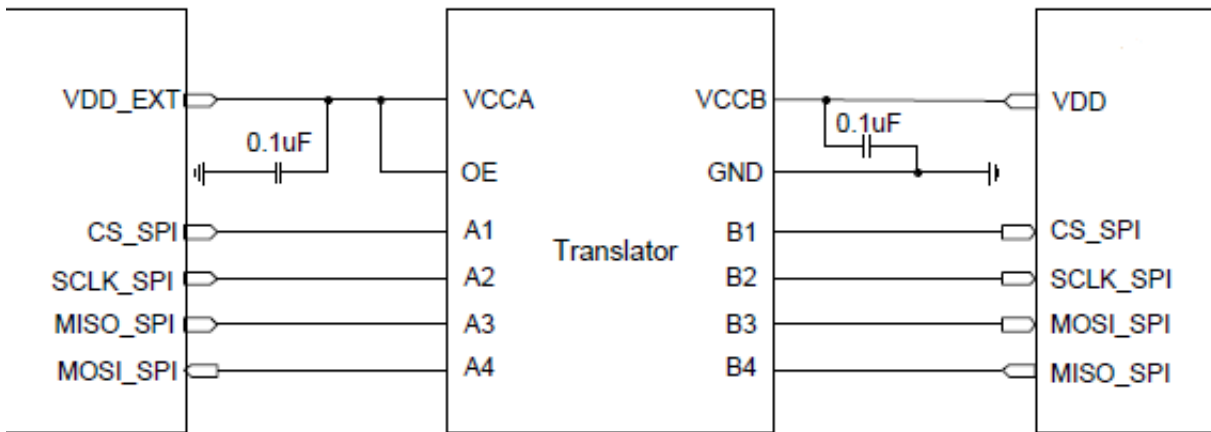 VDD_EXT VCCA VCCB VDD
0.1uF 0.1uF
OE GND
CS_SPI A1 B1 CS_SPI
Translator
SCLK_SPI A2 B2 SCLK_SPI
MISO_SPI A3 B3 MOSI_SPI
MOSI_SPI A4 B4 MISO_SPI